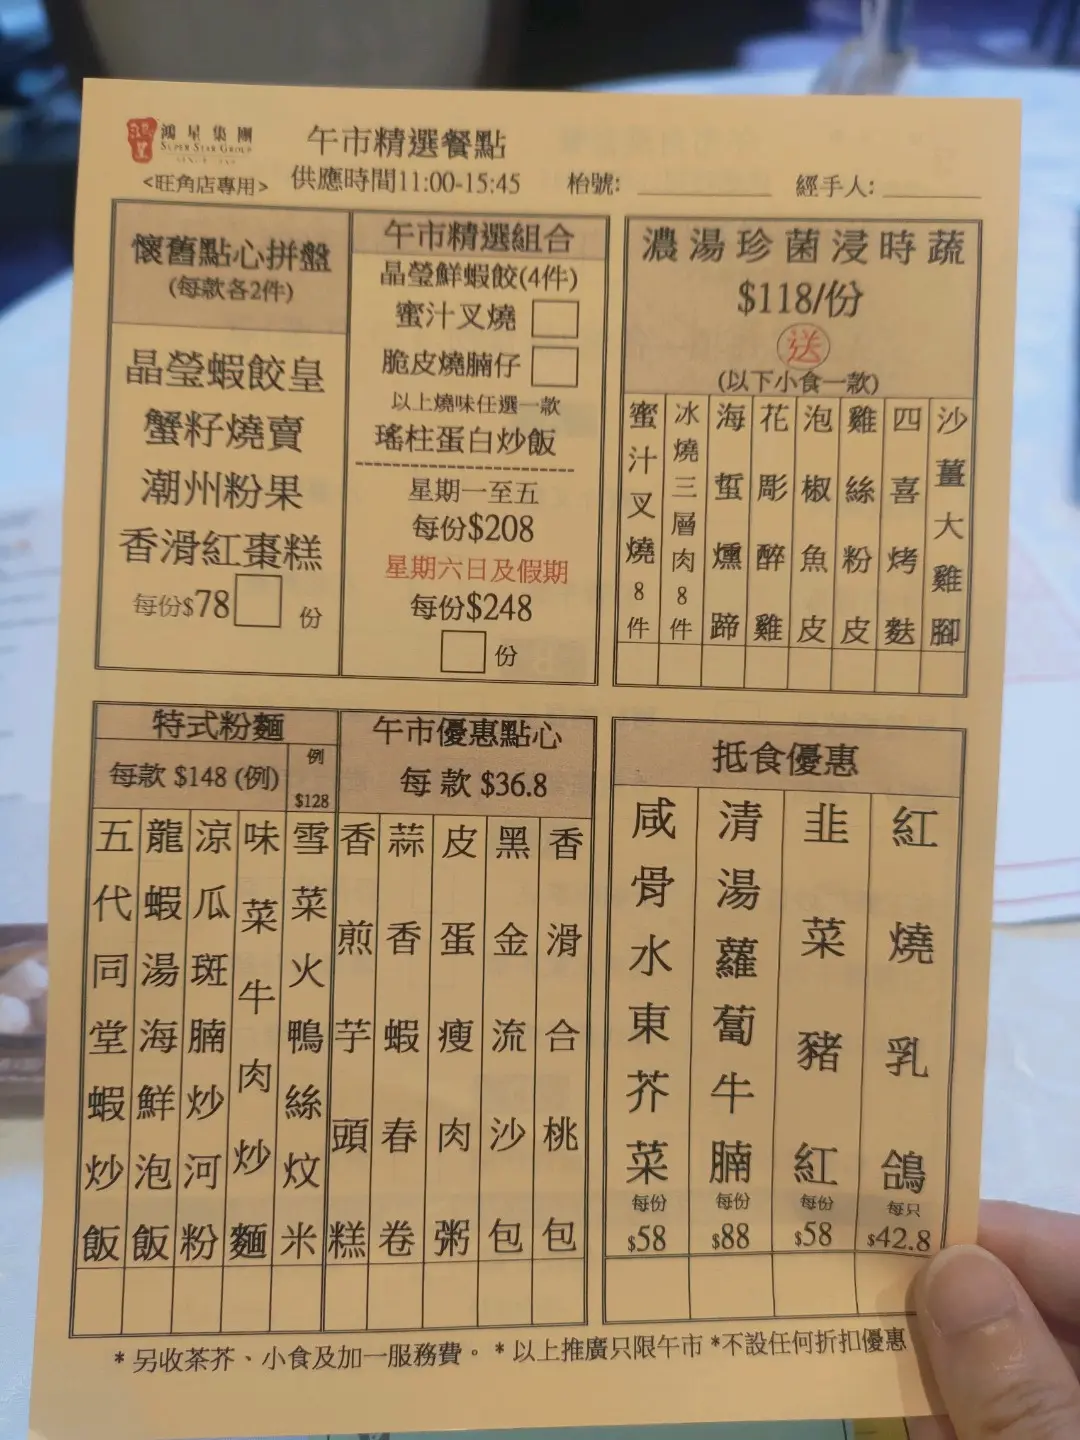 鴻星集團
SUPER STAR GROUP
午市精選餐點
<旺角店專用>
供應時間11:00-15:45
枱號:
經手人:
懷舊點心拼盤
(每款各2件)
晶瑩蝦餃皇
蟹籽燒賣
潮州粉果
香滑紅棗糕
每份$78 份
午市精選組合
晶瑩鮮蝦餃(4件)
蜜汁叉燒
脆皮燒腩仔
以上燒味任選一款
瑤柱蛋白炒飯
星期一至五
每份$208
星期六日及假期
每份$248
份
濃湯珍菌浸時蔬
$118/份
送
(以下小食一款)
蜜汁叉燒8件
冰燒三層肉8件
海蜇燻蹄
花彫醉雞
泡椒魚皮
雞絲粉皮
四喜烤麩
沙薑大雞腳
特式粉麵
每款 $148 (例)
例
$128
五代同堂蝦炒飯
龍蝦湯海鮮泡飯
涼瓜斑腩炒河粉
味菜牛肉炒麵
雪菜火鴨絲炆米
午市優惠點心
每款 $36.8
香煎芋頭糕
蒜香蝦春卷
皮蛋瘦肉粥
黑金流沙包
香滑合桃包
抵食優惠
咸骨水東芥菜
每份
$58
清湯蘿蔔牛腩
每份
$88
韭菜豬紅
每份
$58
紅燒乳鴿
每只
$42.8
* 另收茶芥、小食及加一服務費。 * 以上推廣只限午市 *不設任何折扣優惠